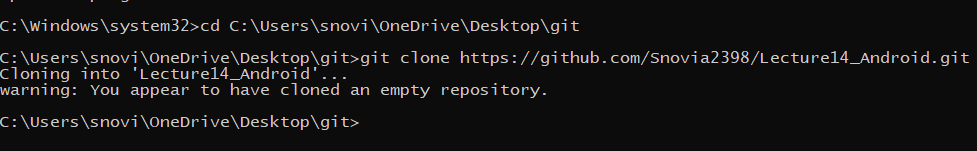 C:\Windows\system32>cd C:\Users\snovi\OneDrive\Desktop\git
C:\Users\snovi\OneDrive\Desktop\git>git clone https://github.com/Snovia2398/Lecture14_Android.git
Cloning into 'Lecture14_Android'...
warning: You appear to have cloned an empty repository.
C:\Users\snovi\OneDrive\Desktop\git>